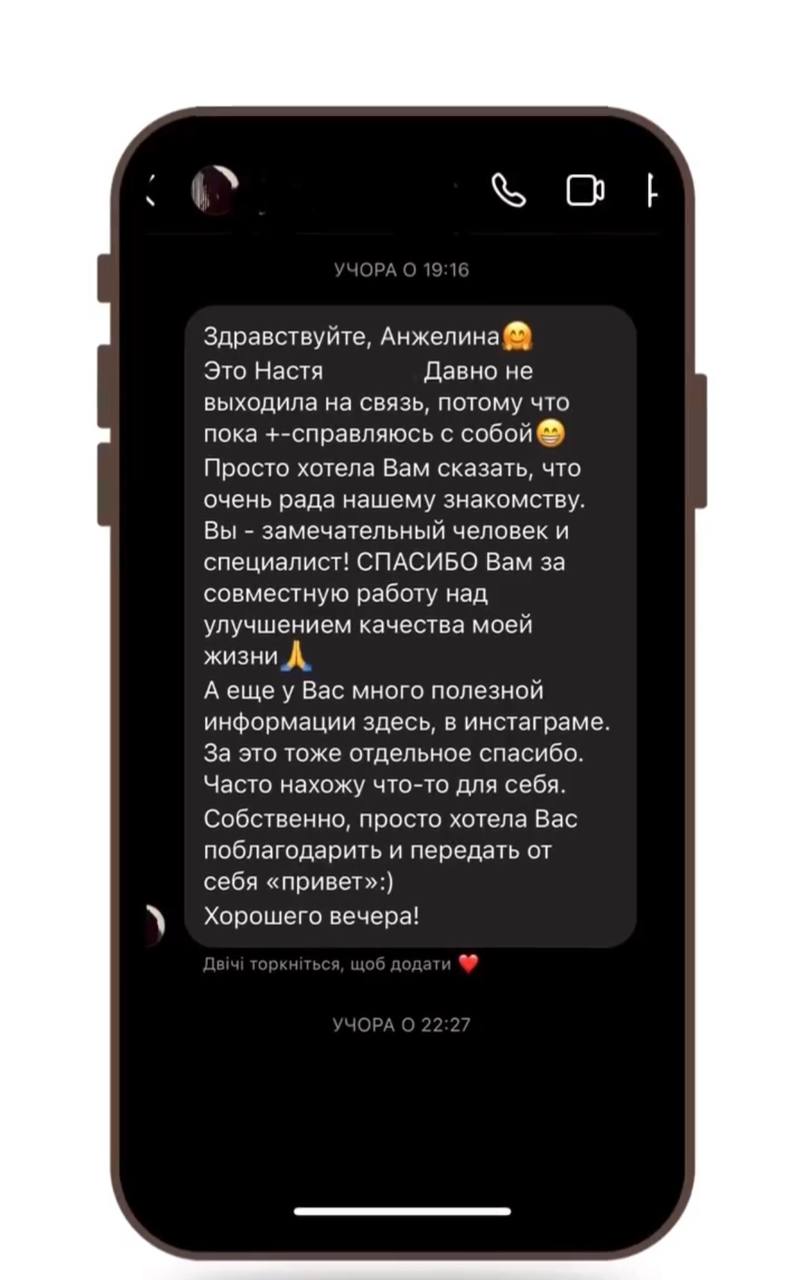 УЧОРА О 19:16
Здравствуйте, Анжелина🤗
Это Настя Давно не
выходила на связь, потому что
пока +-справляюсь с собой😁
Просто хотела Вам сказать, что
очень рада нашему знакомству.
Вы - замечательный человек и
специалист! СПАСИБО Вам за
совместную работу над
улучшением качества моей
жизни🙏
А еще у Вас много полезной
информации здесь, в инстаграме.
За это тоже отдельное спасибо.
Часто нахожу что-то для себя.
Собственно, просто хотела Вас
поблагодарить и передать от
себя «привет»:)
Хорошего вечера!
Двічі торкніться, щоб додати ❤️
УЧОРА О 22:27